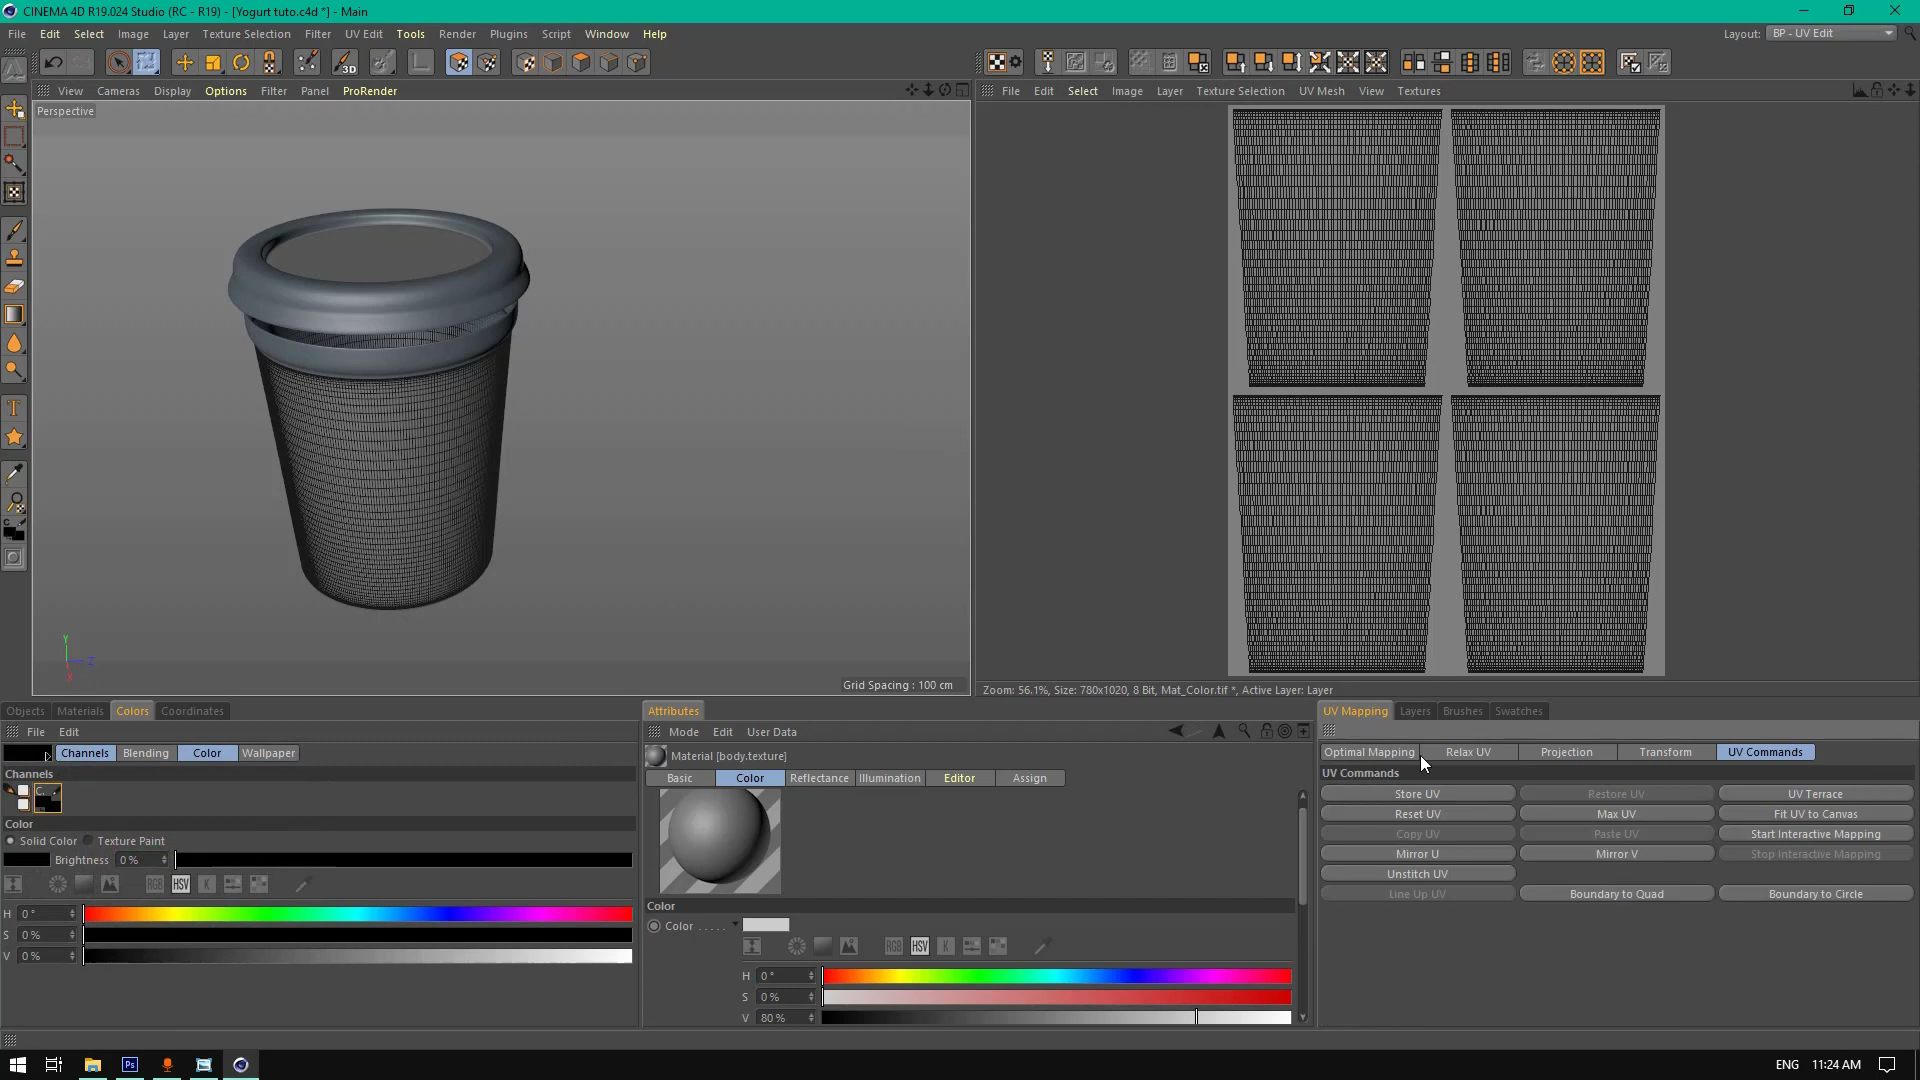 CINEMA 4D R19.024 Studio (RC - R19) - [Yogurt tuto.c4d *] - Main
File Edit Select Image Layer Texture Selection Filter UV Edit Tools Render Plugins Script Window Help
Layout: BP - UV Edit
View Cameras Display Options Filter Panel ProRender
File Edit Select Image Layer Texture Selection UV Mesh View Textures
Perspective
Y
Z
X
Grid Spacing : 100 cm
Zoom: 56.1%, Size: 780x1020, 8 Bit, Mat_Color.tif *, Active Layer: Layer
Objects Materials Colors Coordinates
File Edit
Channels Blending Color Wallpaper
Channels
C
Color
Solid Color Texture Paint
Brightness 0 %
RGB HSV K
H 0 °
S 0 %
V 0 %
Attributes
Mode Edit User Data
Material [body.texture]
Basic Color Reflectance Illumination Editor Assign
Color
Color . . . . .
RGB HSV K
H 0 °
S 0 %
V 80 %
UV Mapping Layers Brushes Swatches
Optimal Mapping Relax UV Projection Transform UV Commands
UV Commands
Store UV Restore UV UV Terrace
Reset UV Max UV Fit UV to Canvas
Copy UV Paste UV Start Interactive Mapping
Mirror U Mirror V Stop Interactive Mapping
Unstitch UV
Line Up UV Boundary to Quad Boundary to Circle
Ps
ENG 11:24 AM